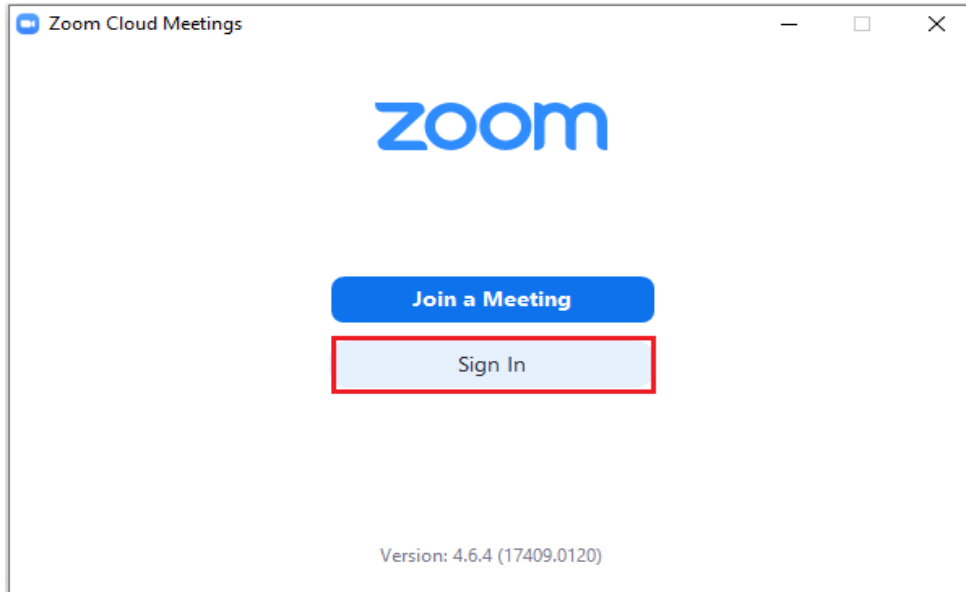 Zoom Cloud Meetings
zoom
Join a Meeting
Sign In
Version: 4.6.4 (17409.0120)